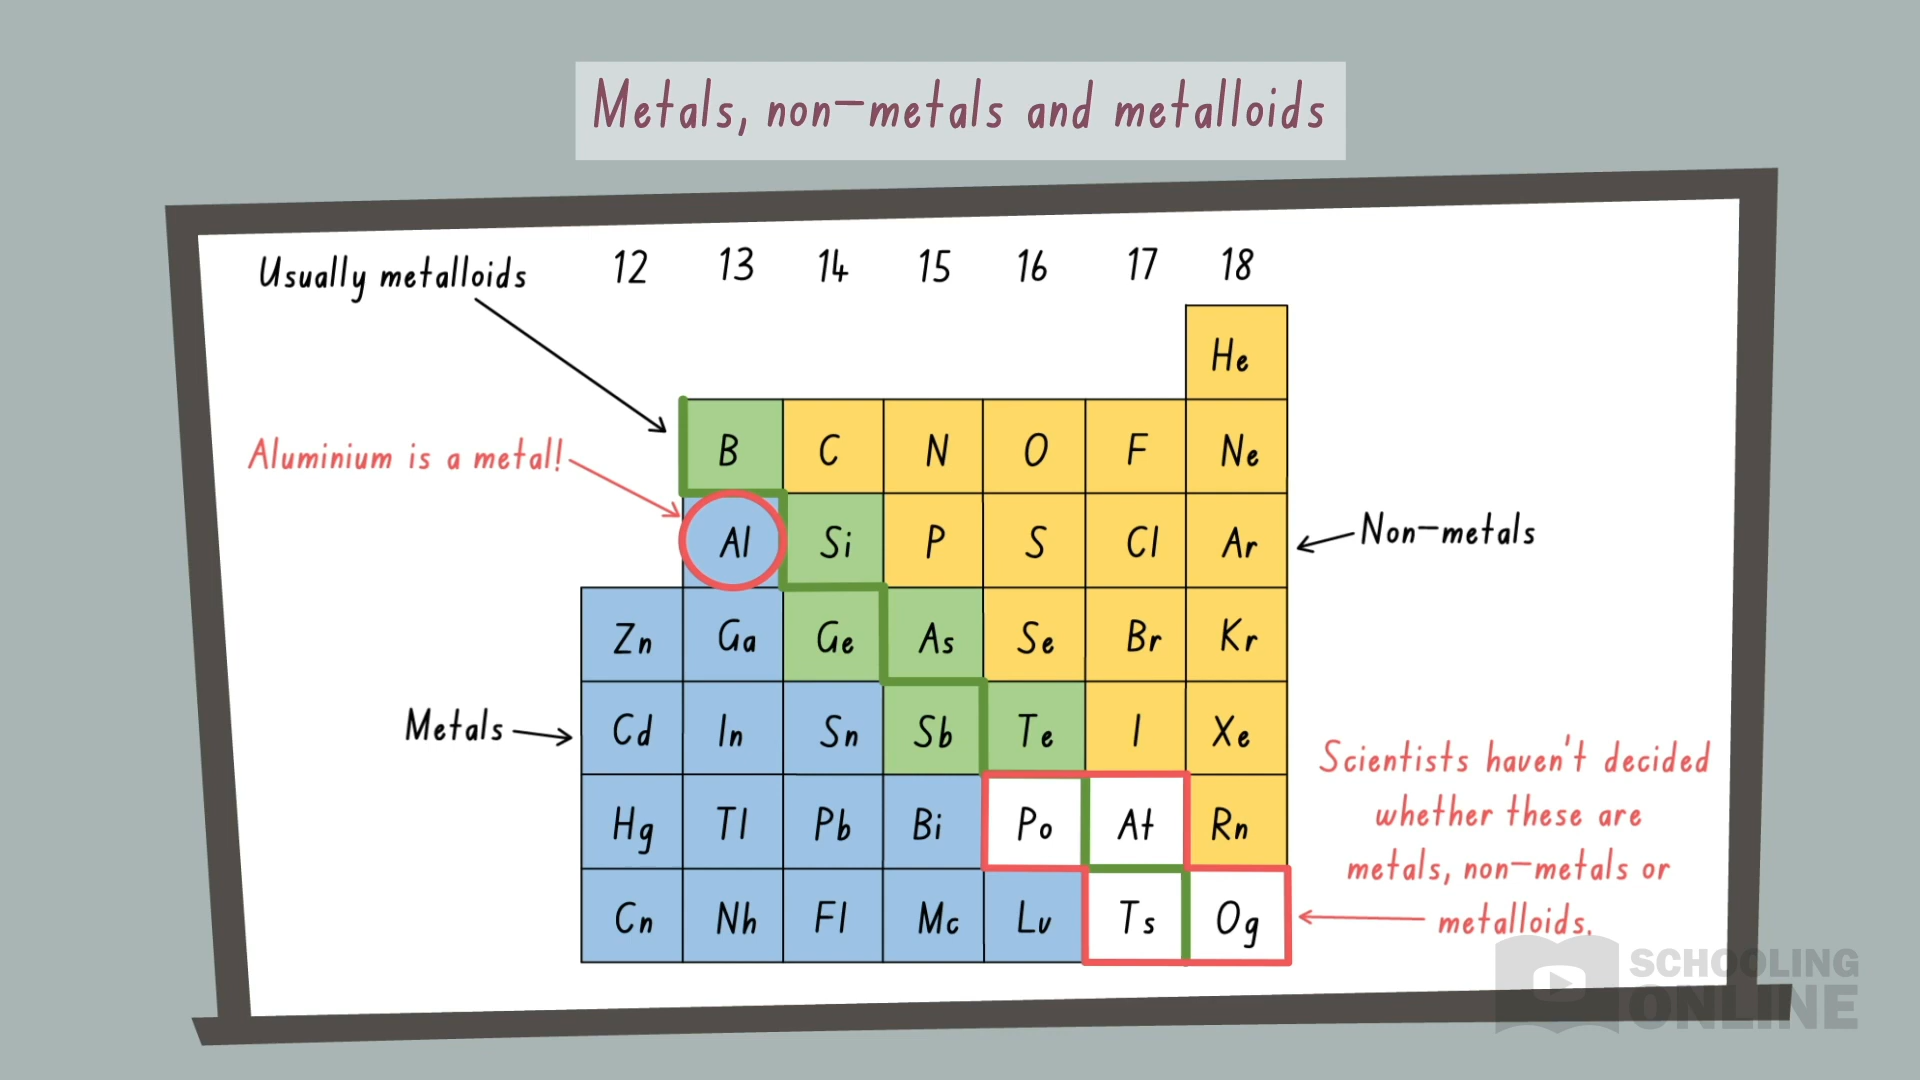 Metals, non-metals and metalloids
Usually metalloids
12 13 14 15 16 17 18
He
B C N O F Ne
Aluminium is a metal!
Al Si P S Cl Ar
Non-metals
Zn Ga Ge As Se Br Kr
Metals
Cd In Sn Sb Te I Xe
Hg Tl Pb Bi Po At Rn
Cn Nh Fl Mc Lv Ts Og
Scientists haven't decided
whether these are
metals, non-metals or
metalloids.
SCHOOLING
ONLINE